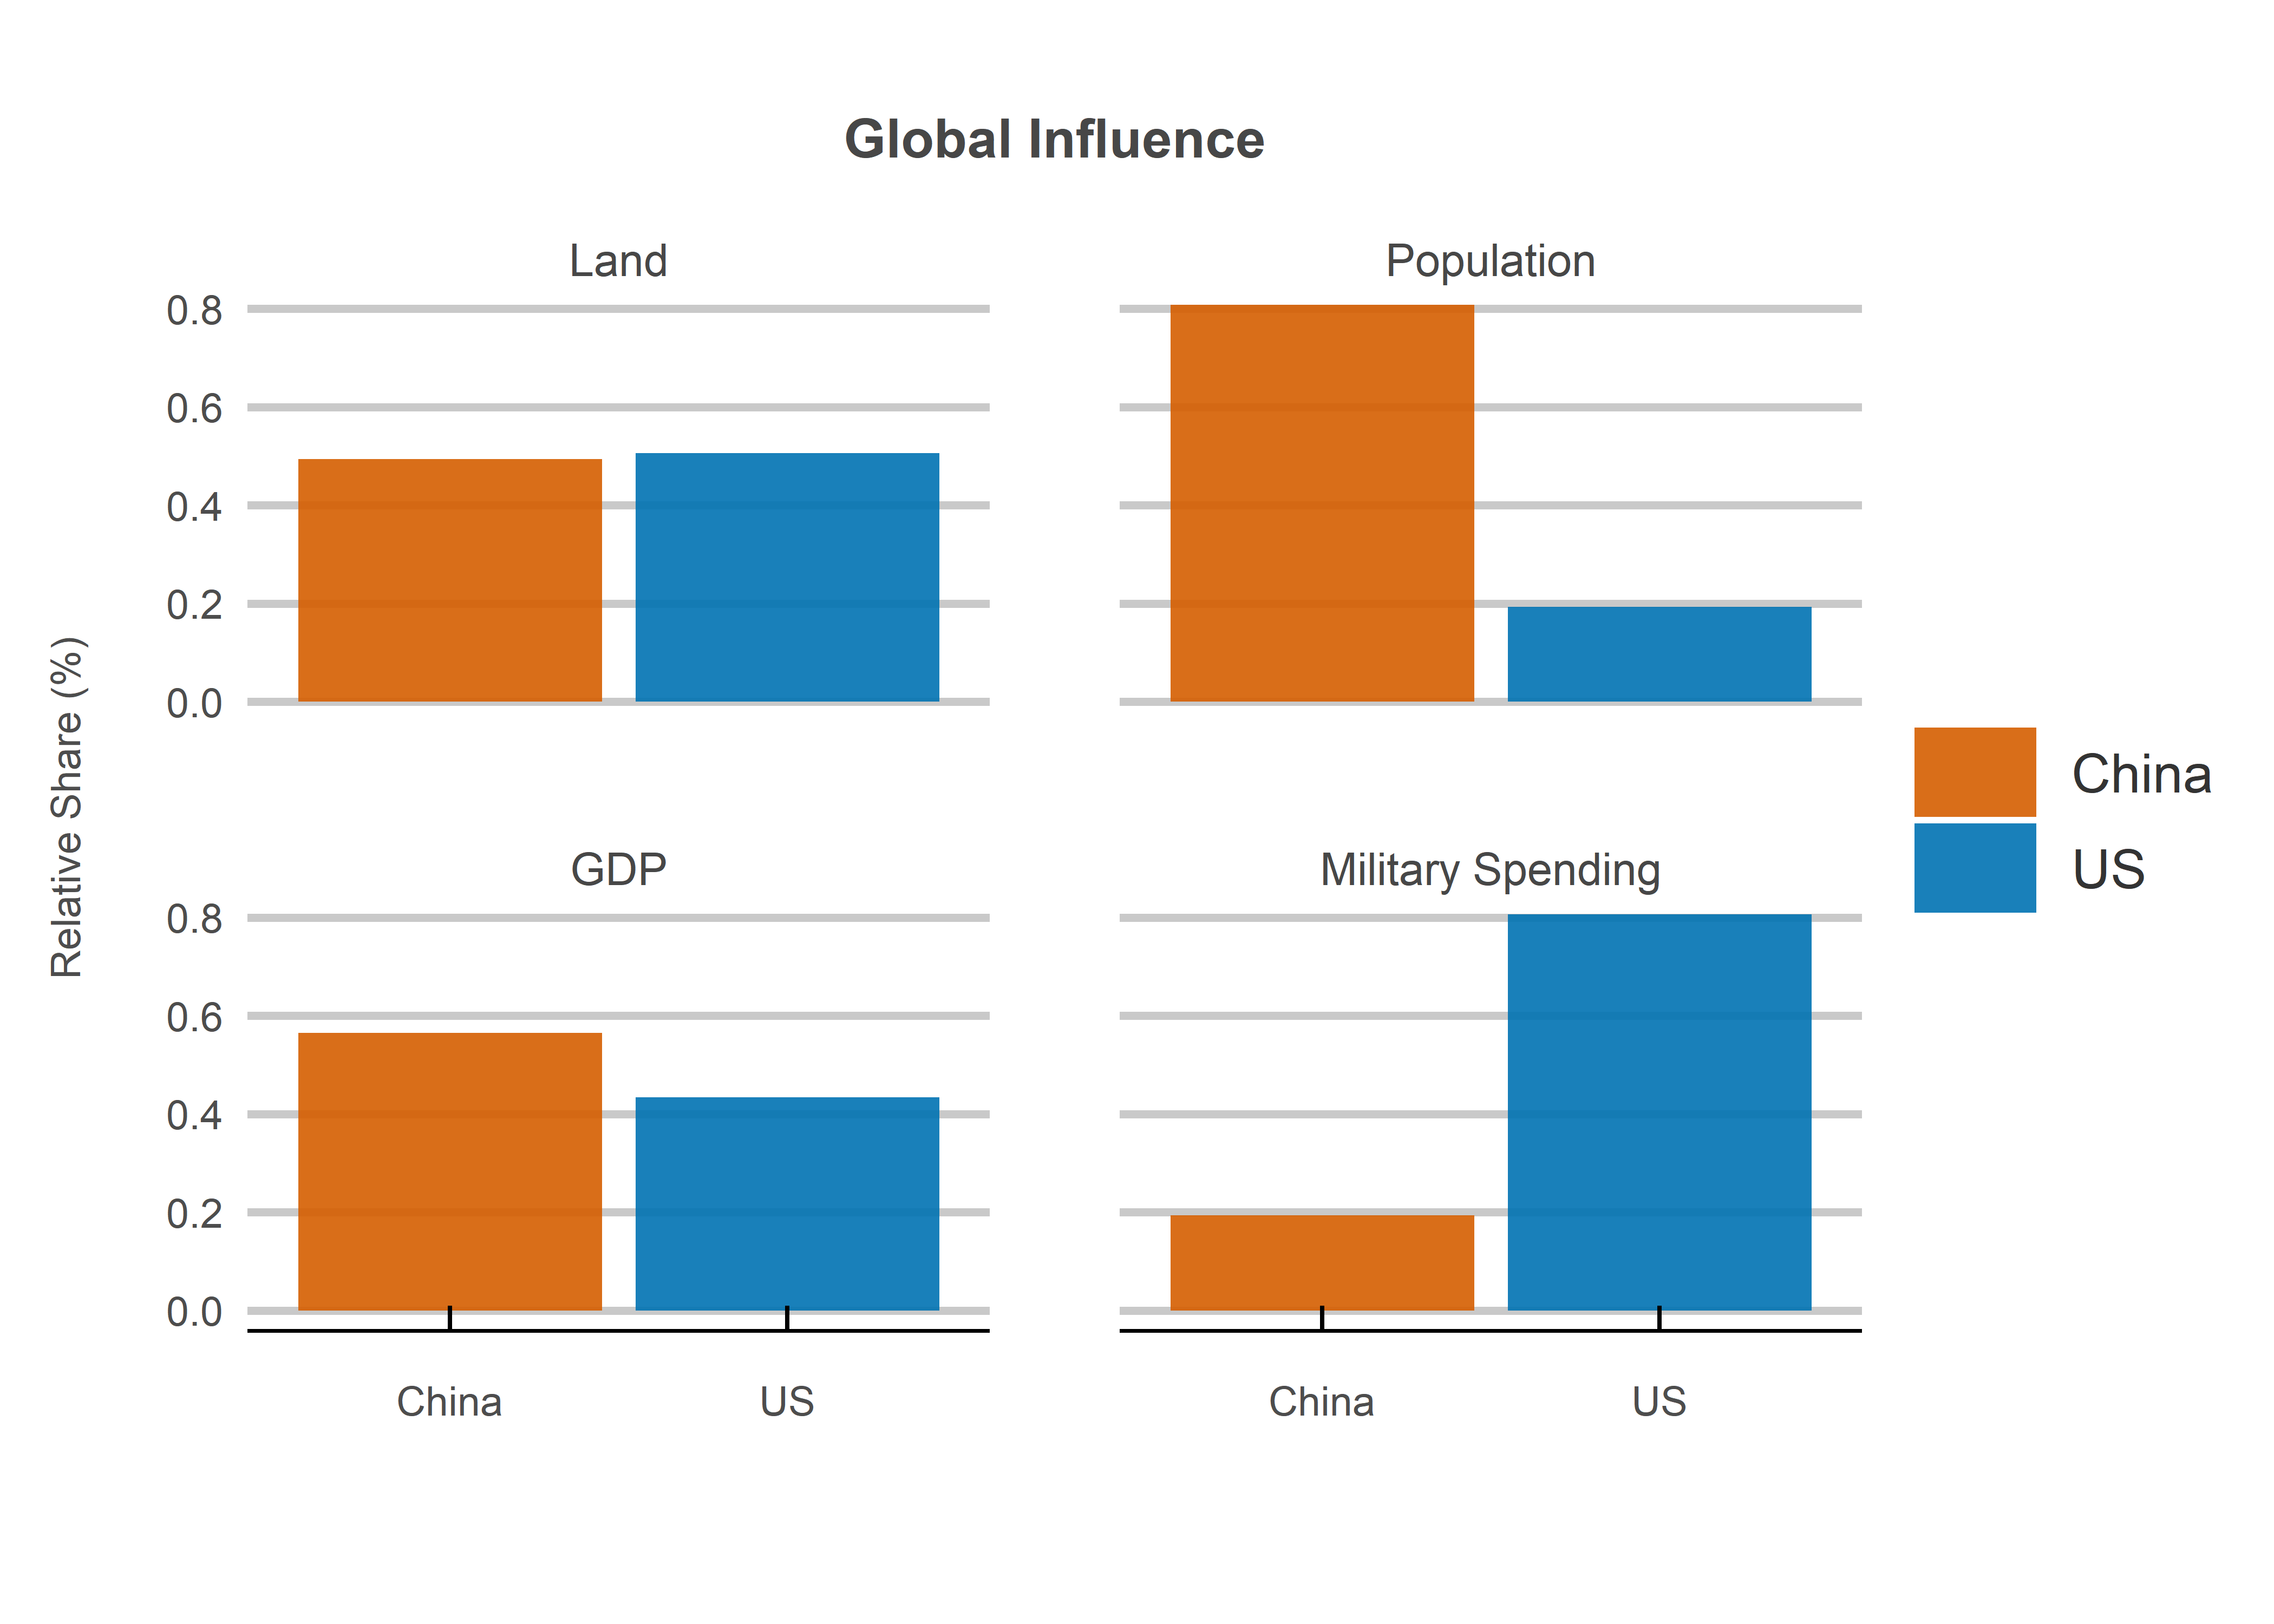 Global Influence
Land
Population
0.8
0.6
0.4
0.2
0.0
Relative Share (%)
GDP
Military Spending
0.8
0.6
0.4
0.2
0.0
China
US
China
US
China
US